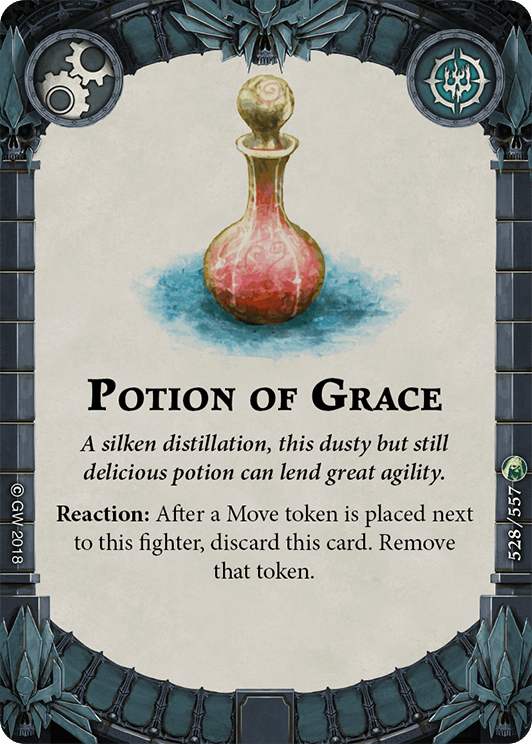 POTION OF GRACE
A silken distillation, this dusty but still
delicious potion can lend great agility.
Reaction: After a Move token is placed next
to this fighter, discard this card. Remove
that token.
© GW 2018
528/557